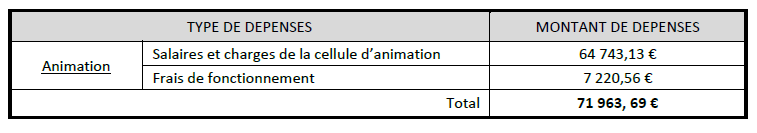 TYPE DE DEPENSES MONTANT DE DEPENSES
Salaires et charges de la cellule d’animation 64 743,13 €
Animation
Frais de fonctionnement 7 220,56 €
Total 71 963, 69 €